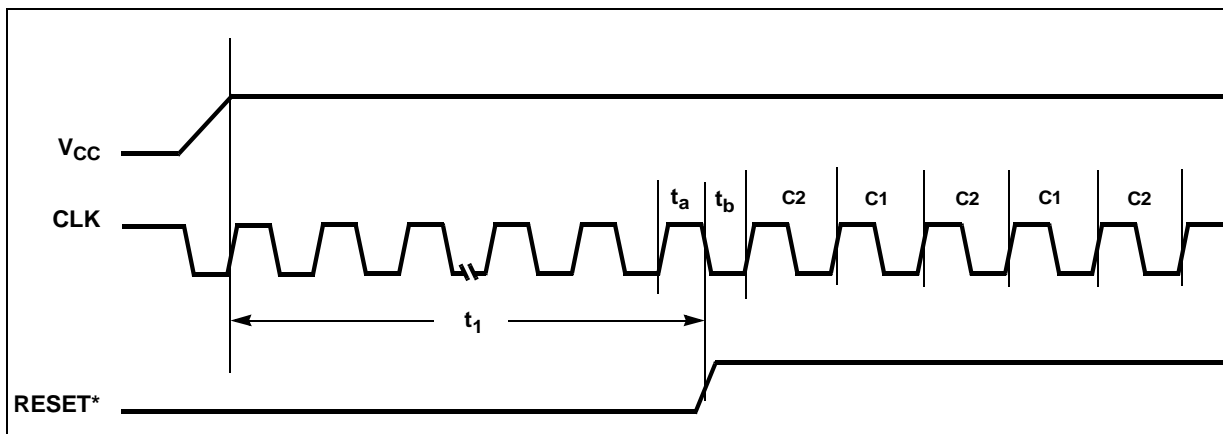 V_CC
CLK
t_a t_b C2 C1 C2 C1 C2
t_1
RESET*